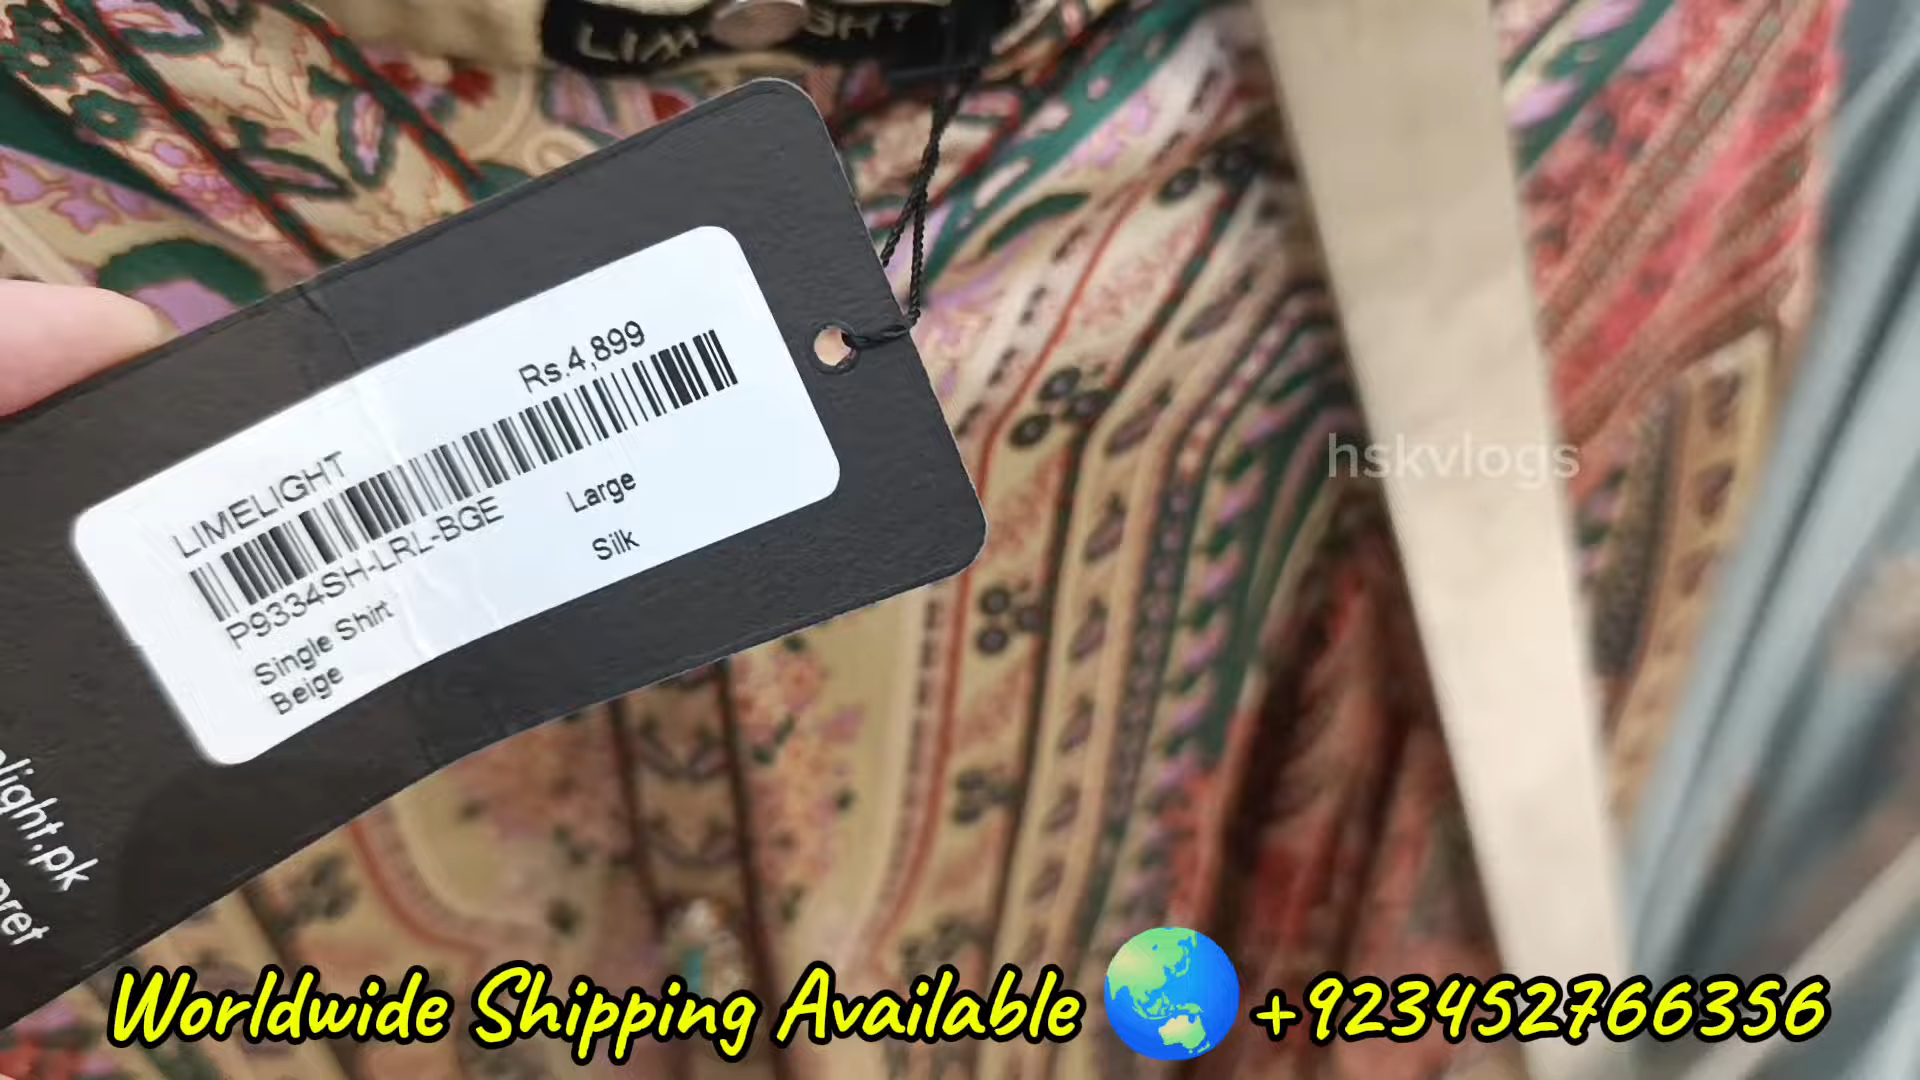 LIMELIGHT
Rs.4,899
P9334SH-LRL-BGE
Large
Single Shirt
Silk
Beige
light.pk
pret
hskvlogs
Worldwide Shipping Available 🌏 +923452766356